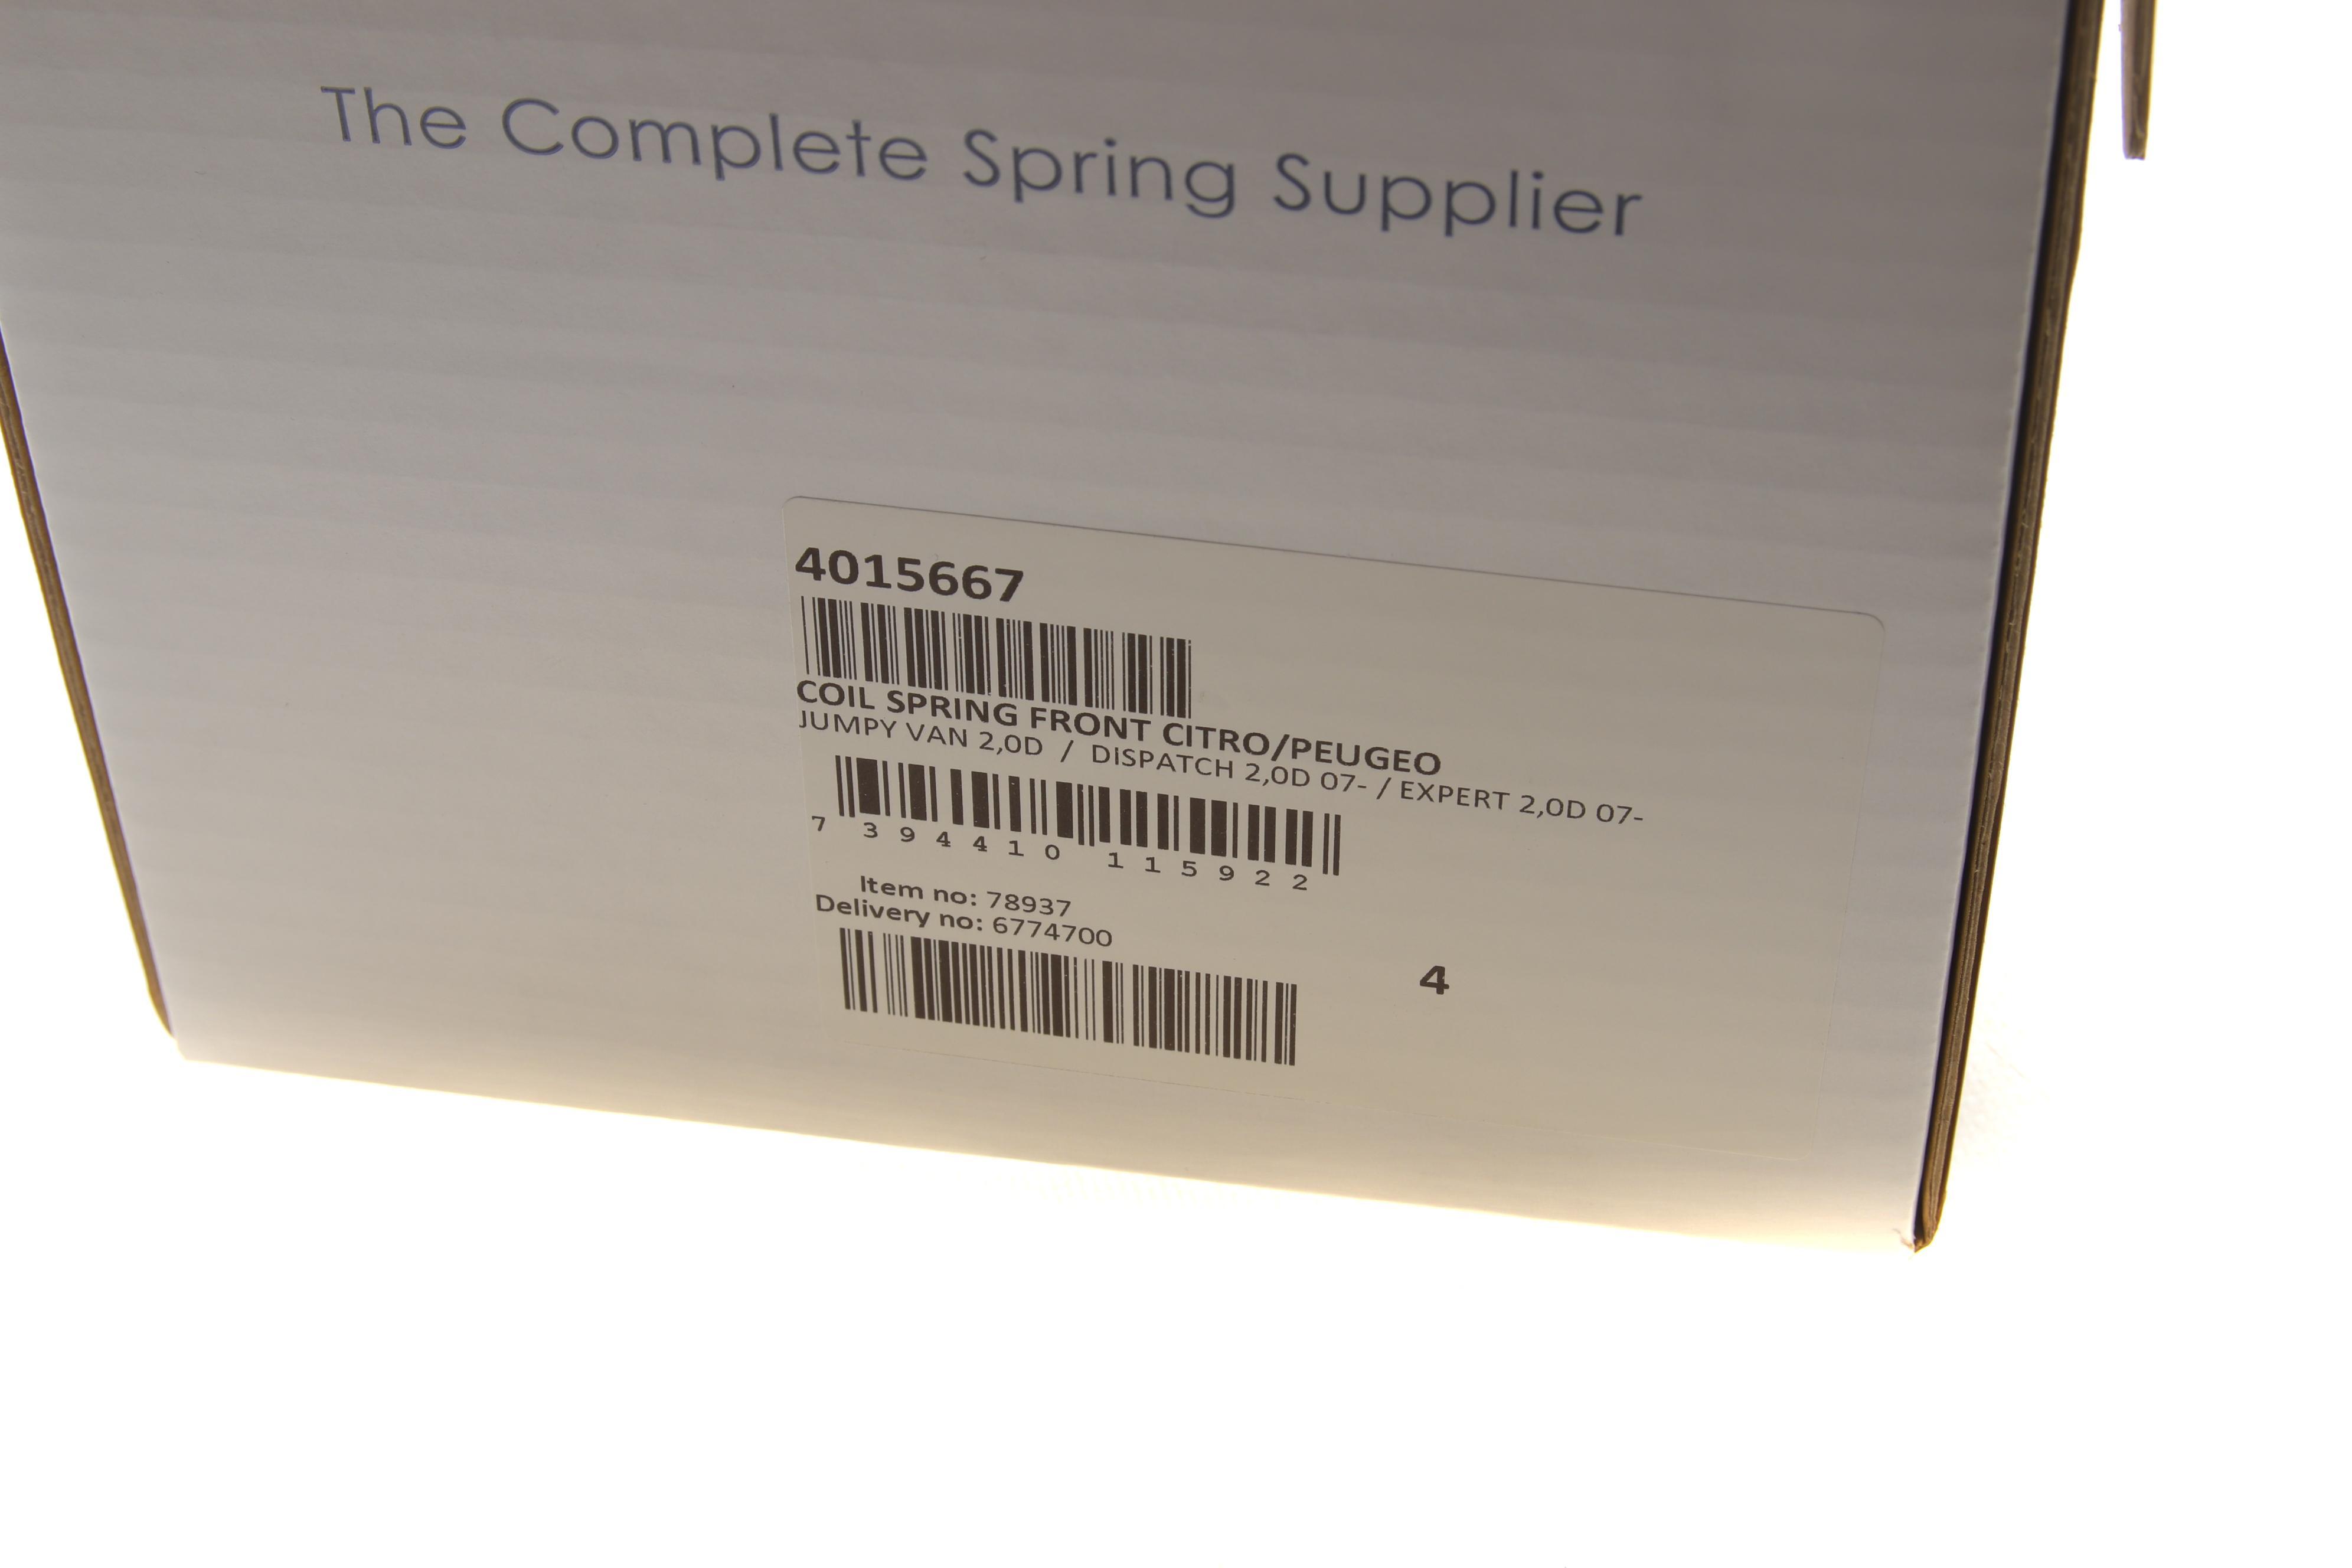 The Complete Spring Supplier
4015667
COIL SPRING FRONT CITRO/PEUGEO
JUMPY VAN 2,0D / DISPATCH 2,0D 07- / EXPERT 2,0D 07-
7 394410 115922
Item no: 78937
Delivery no: 6774700
4